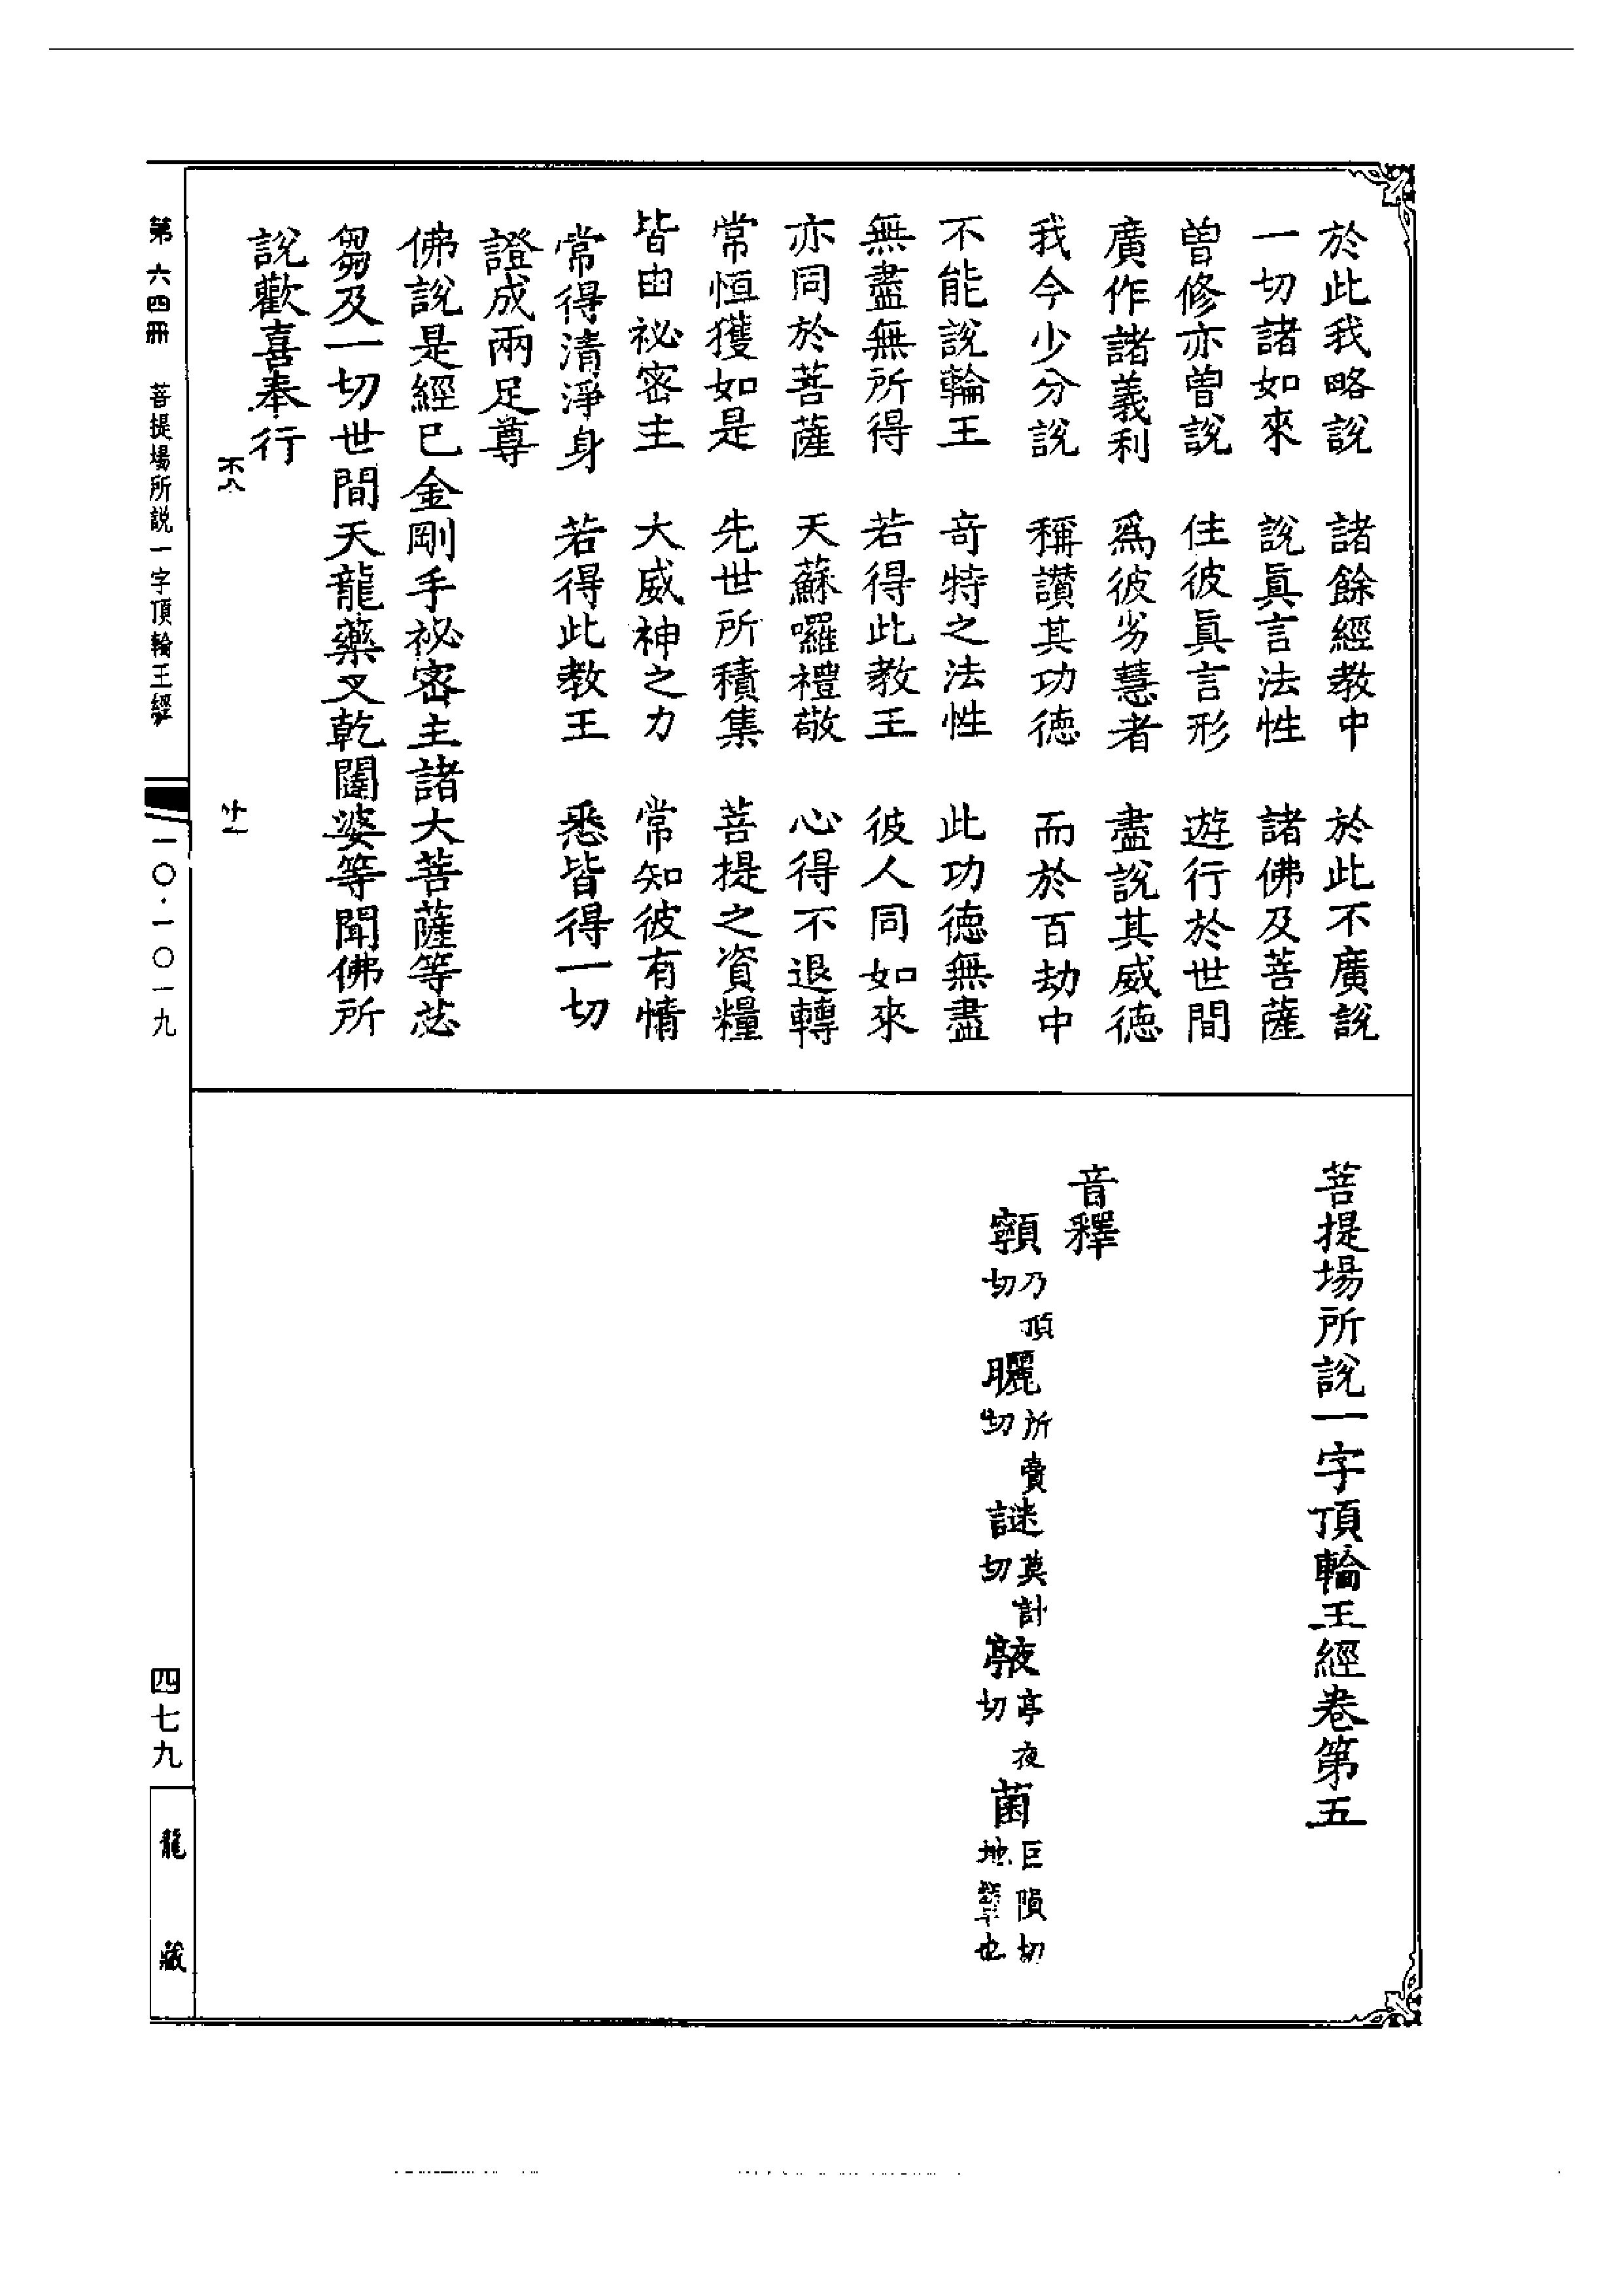 於此我略說　諸餘經教中　於此不廣說
一切諸如來　說眞言法性　諸佛及菩薩
曾修亦曾說　住彼眞言形　遊行於世間
廣作諸義利　爲彼劣慧者　盡說其威德
我今少分說　稱讚其功德　而於百劫中
不能說輪王　奇特之法性　此功德無盡
無盡無所得　若得此教王　彼人同如來
亦同於菩薩　天蘇囉禮敬　心得不退轉
常恒獲如是　先世所積集　菩提之資糧
皆由祕密主　大威神之力　常知彼有情
常得清淨身　若得此教王　悉皆得一切
證成兩足尊
佛說是經已金剛手祕密主諸大菩薩等苾
芻及一切世間天龍藥叉乾闥婆等聞佛所
說歡喜奉行
菩提場所說一字頂輪王經卷第五
音釋
顊乃頂切曬所賣切謎莫計切𠅘亭夜切菌巨隕切地蕈也
第六四冊　菩提場所說一字頂輪王經
一〇·一〇一九
四七九
龍藏